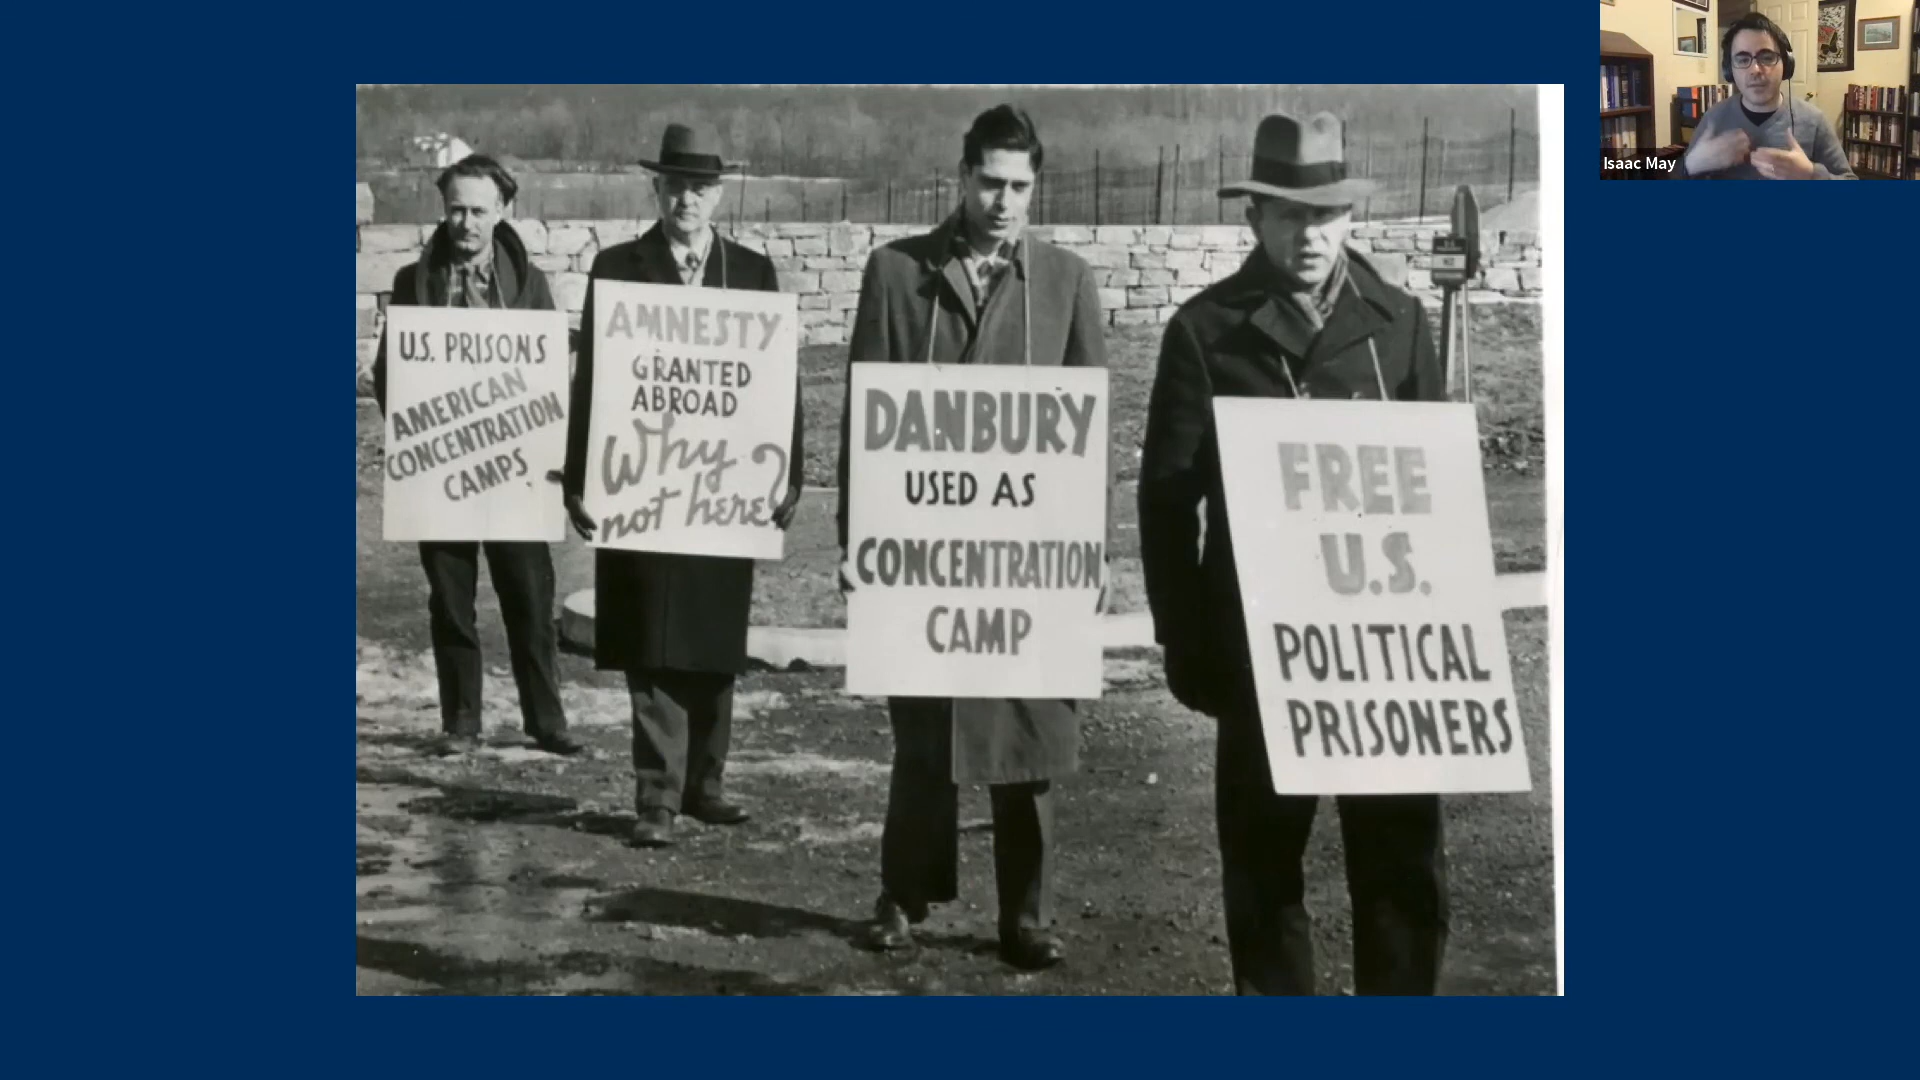 U.S. PRISONS
AMERICAN
CONCENTRATION
CAMPS.
AMNESTY
GRANTED
ABROAD
Why
not here?
DANBURY
USED AS
CONCENTRATION
CAMP
FREE
U.S.
POLITICAL
PRISONERS
Isaac May